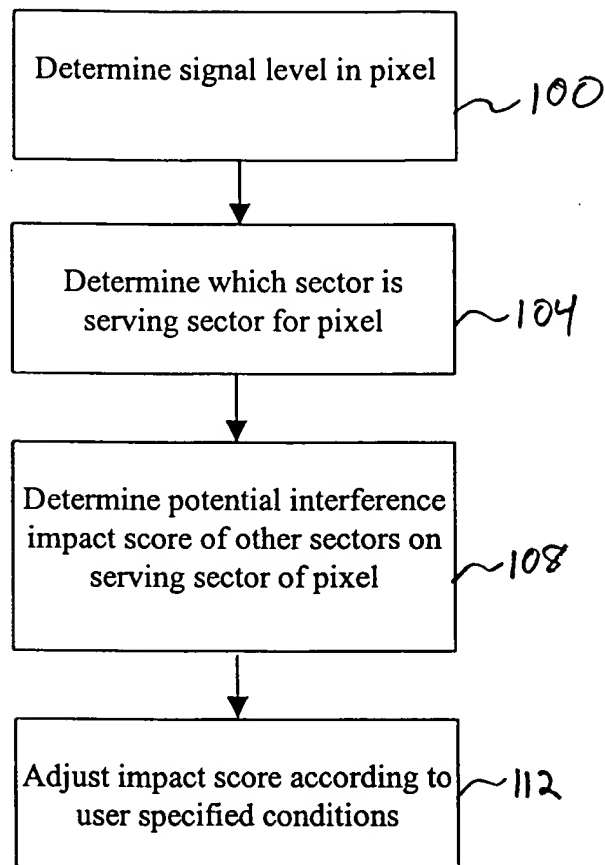 Determine signal level in pixel
100
Determine which sector is
serving sector for pixel
104
Determine potential interference
impact score of other sectors on
serving sector of pixel
108
Adjust impact score according to
user specified conditions
112